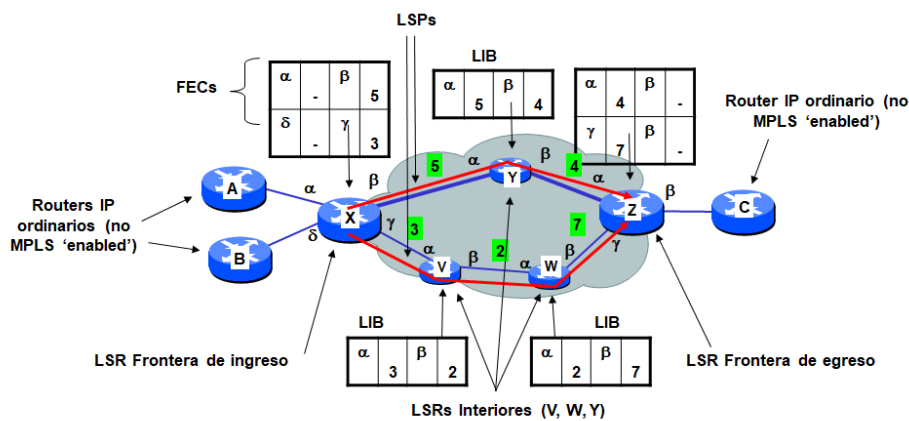 LSPs
LIB
FECs
α
-
β
5
δ
-
γ
3
α
5
β
4
α
4
β
-
γ
7
β
-
Router IP ordinario (no
MPLS ‘enabled’)
Routers IP
ordinarios (no
MPLS ‘enabled’)
A
α
β
X
5
α
Y
β
4
α
Z
β
C
B
δ
γ
3
α
V
β
2
α
W
β
7
γ
LSR Frontera de ingreso
LIB
α
3
β
2
LIB
α
2
β
7
LSR Frontera de egreso
LSRs Interiores (V, W,Y)